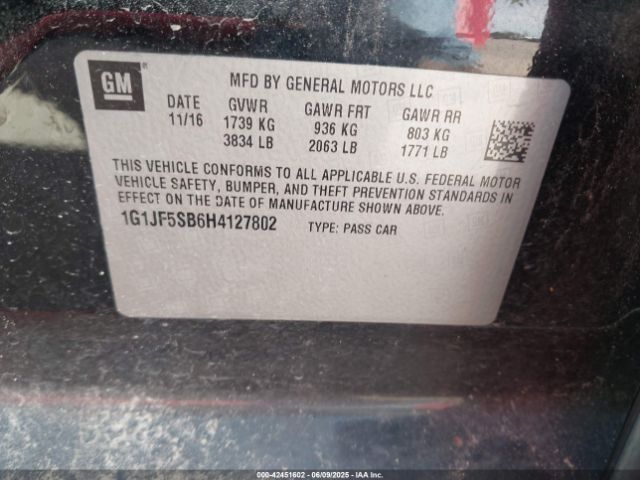 GM
MFD BY GENERAL MOTORS LLC
DATE GVWR GAWR FRT GAWR RR
11/16 1739 KG 936 KG 803 KG
3834 LB 2063 LB 1771 LB
THIS VEHICLE CONFORMS TO ALL APPLICABLE U.S. FEDERAL MOTOR
VEHICLE SAFETY, BUMPER, AND THEFT PREVENTION STANDARDS IN
EFFECT ON THE DATE OF MANUFACTURE SHOWN ABOVE.
1G1JF5SB6H4127802 TYPE: PASS CAR
000-42451602 - 06/09/2025 - IAA Inc.